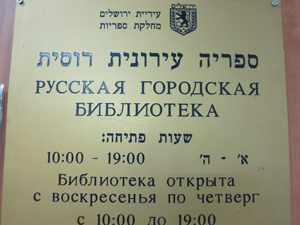 עיריית ירושלים
מחלקת ספריות
ספריה עירונית רוסית
РУССКАЯ ГОРОДСКАЯ
БИБЛИОТЕКА
שעות פתיחה:
א' - ה' 10:00 - 19:00
Библиотека открыта
с воскресенья по четверг
с 10:00 до 19:00